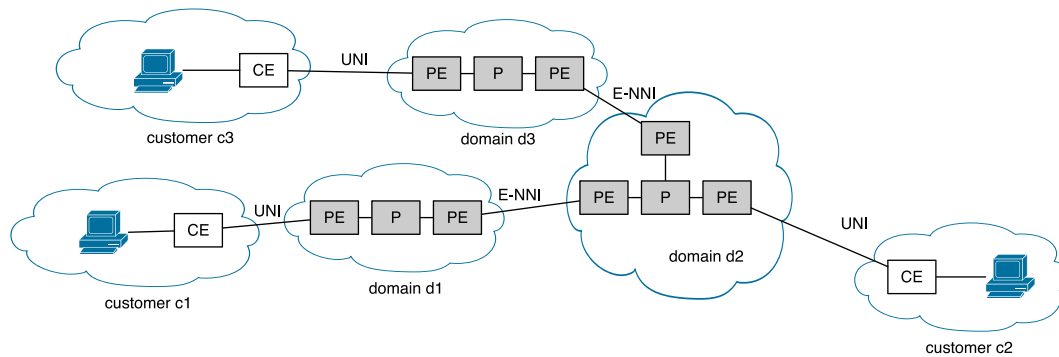 UNI
CE
PE
P
PE
E-NNI
customer c3
domain d3
PE
E-NNI
PE
P
PE
UNI
CE
PE
P
PE
UNI
domain d2
CE
customer c1
domain d1
customer c2